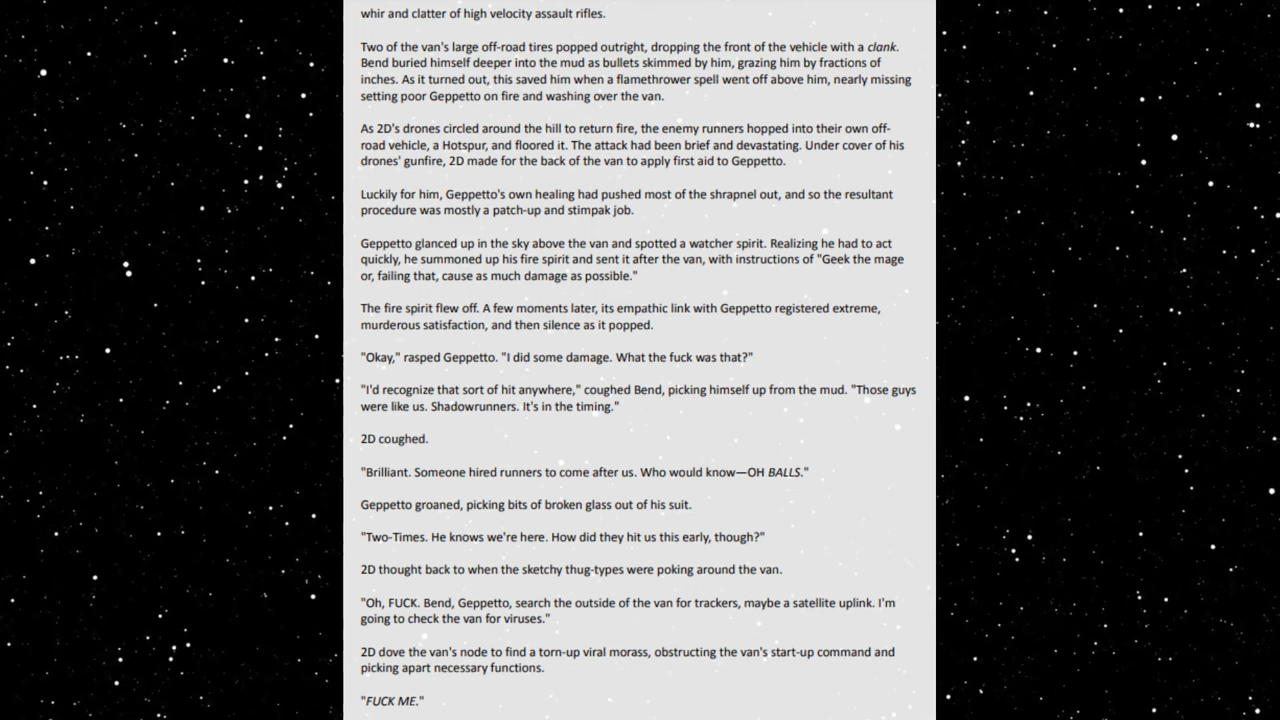 whir and clatter of high velocity assault rifles.
Two of the van's large off-road tires popped outright, dropping the front of the vehicle with a clank.
Bend buried himself deeper into the mud as bullets skimmed by him, grazing him by fractions of
inches. As it turned out, this saved him when a flamethrower spell went off above him, nearly missing
setting poor Geppetto on fire and washing over the van.
As 2D's drones circled around the hill to return fire, the enemy runners hopped into their own off-
road vehicle, a Hotspur, and floored it. The attack had been brief and devastating. Under cover of his
drones' gunfire, 2D made for the back of the van to apply first aid to Geppetto.
Luckily for him, Geppetto's own healing had pushed most of the shrapnel out, and so the resultant
procedure was mostly a patch-up and stimpak job.
Geppetto glanced up in the sky above the van and spotted a watcher spirit. Realizing he had to act
quickly, he summoned up his fire spirit and sent it after the van, with instructions of "Geek the mage
or, failing that, cause as much damage as possible."
The fire spirit flew off. A few moments later, its empathic link with Geppetto registered extreme,
murderous satisfaction, and then silence as it popped.
"Okay," rasped Geppetto. "I did some damage. What the fuck was that?"
"I'd recognize that sort of hit anywhere," coughed Bend, picking himself up from the mud. "Those guys
were like us. Shadowrunners. It's in the timing."
2D coughed.
"Brilliant. Someone hired runners to come after us. Who would know—OH BALLS."
Geppetto groaned, picking bits of broken glass out of his suit.
"Two-Times. He knows we're here. How did they hit us this early, though?"
2D thought back to when the sketchy thug-types were poking around the van.
"Oh, FUCK. Bend, Geppetto, search the outside of the van for trackers, maybe a satellite uplink. I'm
going to check the van for viruses."
2D dove the van's node to find a torn-up viral morass, obstructing the van's start-up command and
picking apart necessary functions.
"FUCK ME."